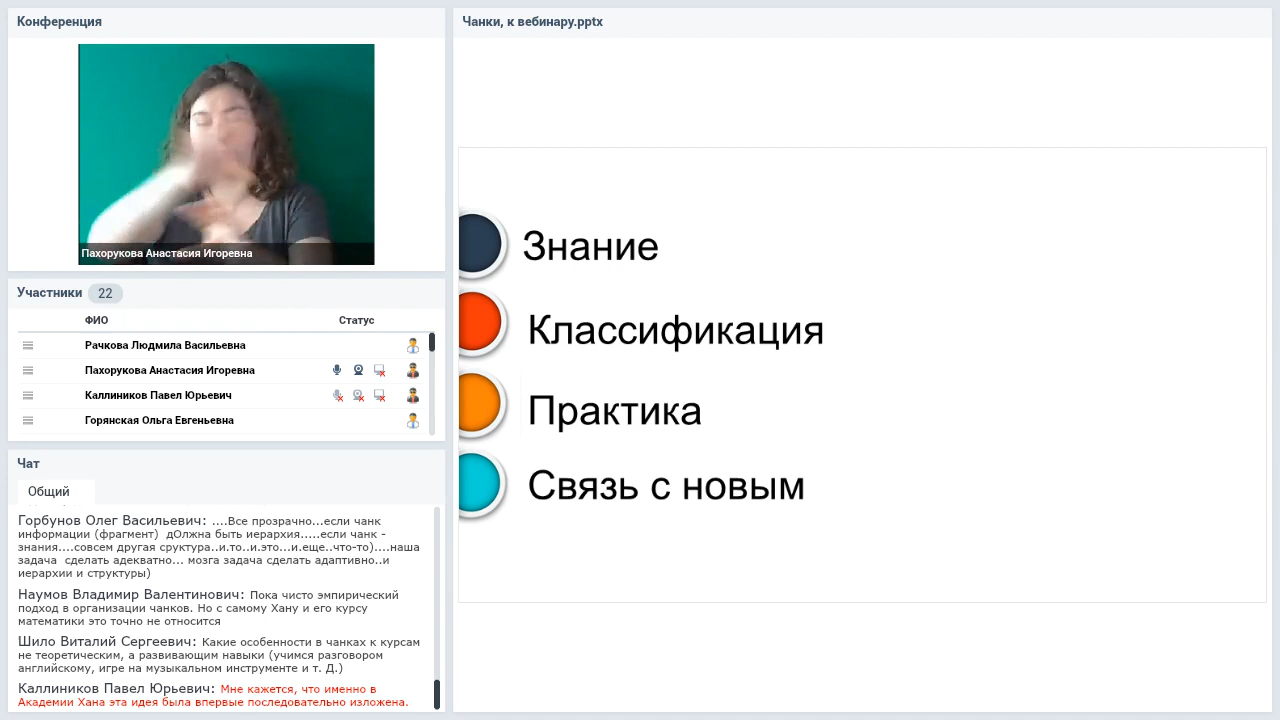 Конференция
Пахорукова Анастасия Игоревна
Участники 22
ФИО Статус
Рачкова Людмила Васильевна
Пахорукова Анастасия Игоревна
Каллиников Павел Юрьевич
Горянская Ольга Евгеньевна
Чат
Общий
Горбунов Олег Васильевич: ....Все прозрачно...если чанк
информации (фрагмент) дОлжна быть иерархия.....если чанк -
знания....совсем другая сруктура..и.то..и.это...и.еще..что-то)....наша
задача сделать адекватно... мозга задача сделать адаптивно..и
иерархии и структуры)
Наумов Владимир Валентинович: Пока чисто эмпирический
подход в организации чанков. Но с самому Хану и его курсу
математики это точно не относится
Шило Виталий Сергеевич: Какие особенности в чанках к курсам
не теоретическим, а развивающим навыки (учимся разговором
английскому, игре на музыкальном инструменте и т. Д.)
Каллиников Павел Юрьевич: Мне кажется, что именно в
Академии Хана эта идея была впервые последовательно изложена.
Чанки, к вебинару.pptx
Знание
Классификация
Практика
Связь с новым